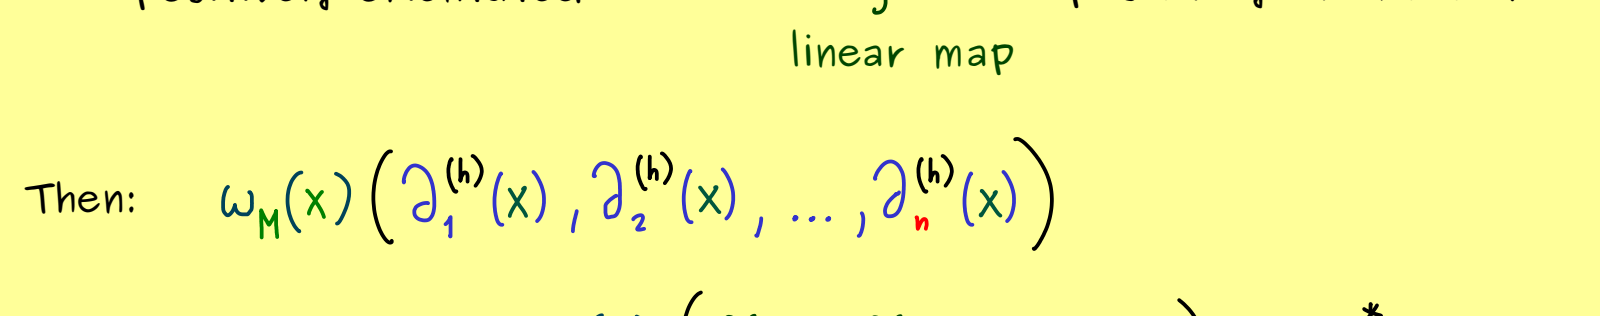 linear map
Then: ω_M(x) ( ∂_1^(h)(x) , ∂_2^(h)(x) , ... , ∂_n^(h)(x) )